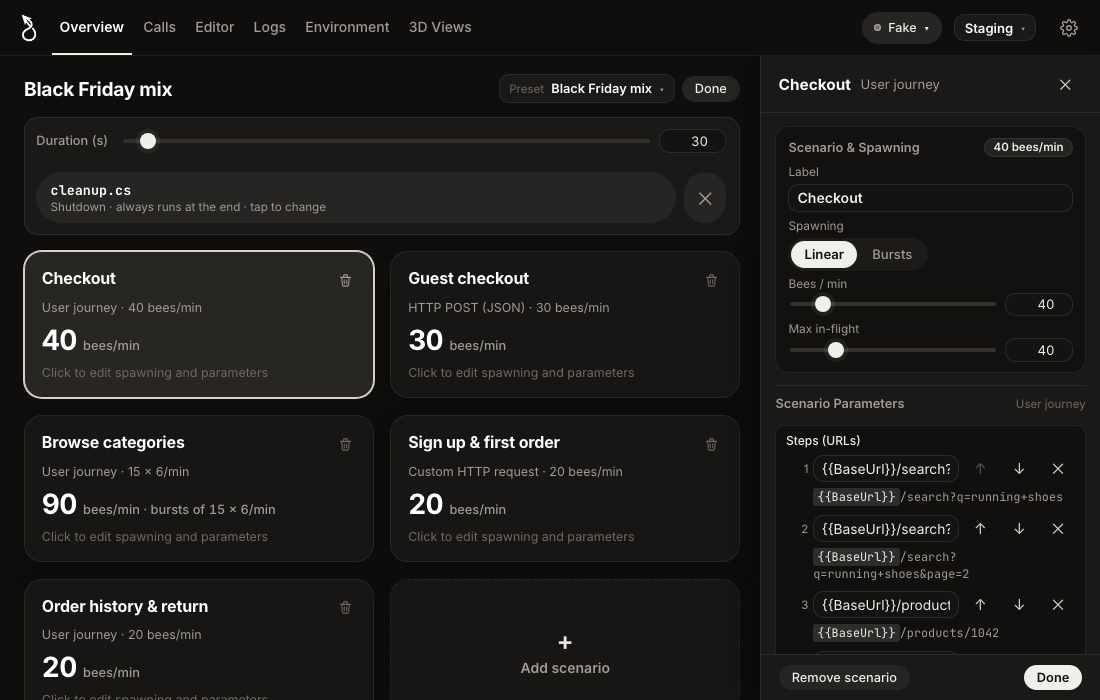 Overview Calls Editor Logs Environment 3D Views
Fake
Staging
Black Friday mix
Preset Black Friday mix
Done
Duration (s)
30
cleanup.cs
Shutdown · always runs at the end · tap to change
Checkout
User journey · 40 bees/min
40 bees/min
Click to edit spawning and parameters
Guest checkout
HTTP POST (JSON) · 30 bees/min
30 bees/min
Click to edit spawning and parameters
Browse categories
User journey · 15 × 6/min
90 bees/min · bursts of 15 × 6/min
Click to edit spawning and parameters
Sign up & first order
Custom HTTP request · 20 bees/min
20 bees/min
Click to edit spawning and parameters
Order history & return
User journey · 20 bees/min
20 bees/min
Click to edit spawning and parameters
+
Add scenario
Checkout User journey
Scenario & Spawning
40 bees/min
Label
Checkout
Spawning
Linear Bursts
Bees / min
40
Max in-flight
40
Scenario Parameters
User journey
Steps (URLs)
1 {{BaseUrl}}/search?
{{BaseUrl}}/search?q=running+shoes
2 {{BaseUrl}}/search?
{{BaseUrl}}/search?
q=running+shoes&page=2
3 {{BaseUrl}}/product
{{BaseUrl}}/products/1042
Remove scenario
Done